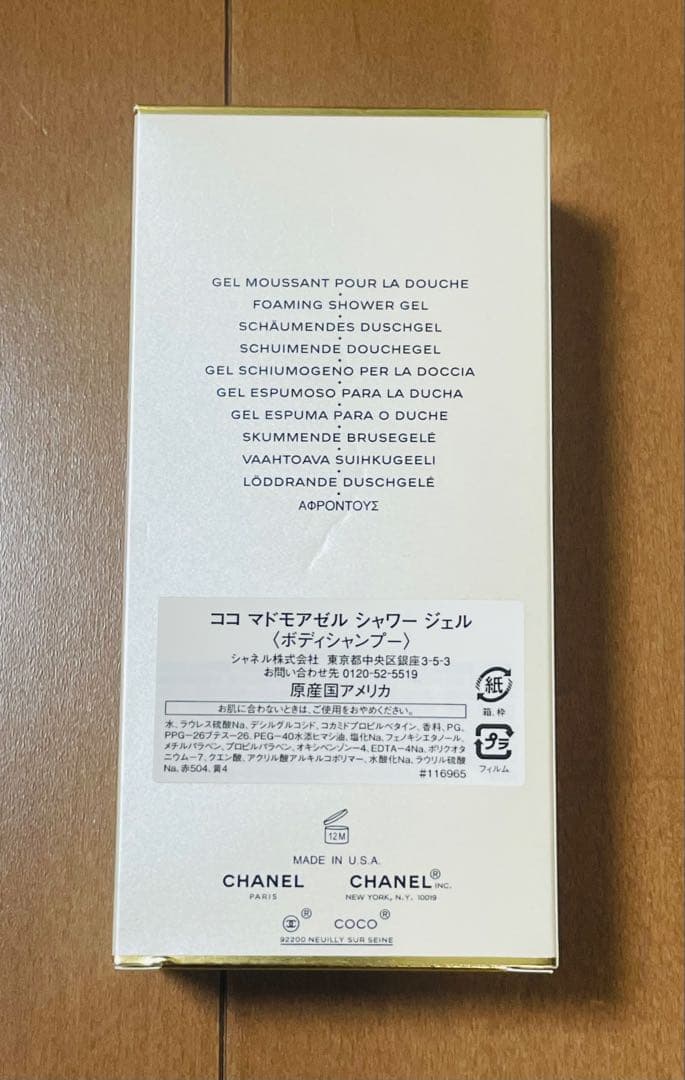 GEL MOUSSANT POUR LA DOUCHE
FOAMING SHOWER GEL
SCHÄUMENDES DUSCHGEL
SCHUIMENDE DOUCHEGEL
GEL SCHIUMOGENO PER LA DOCCIA
GEL ESPUMOSO PARA LA DUCHA
GEL ESPUMA PARA O DUCHE
SKUMMENDE BRUSEGELÉ
VAAHTOAVA SUIHKUGEELI
LÖDDRANDE DUSCHGELÉ
ΑΦΡΟΝΤΟΥΣ
ココ マドモアゼル シャワー ジェル
〈ボディシャンプー〉
シャネル株式会社 東京都中央区銀座3-5-3
お問い合わせ先 0120-52-5519
原産国アメリカ
お肌に合わないときは、ご使用をおやめください。
水、ラウレス硫酸Na、デシルグルコシド、コカミドプロピルベタイン、香料、PG、
PPG-26ブテス-26、PEG-40水添ヒマシ油、塩化Na、フェノキシエタノール、
メチルパラベン、プロピルパラベン、オキシベンゾン-4、EDTA-4Na、ポリクオタ
ニウム-7、クエン酸、アクリル酸アルキルコポリマー、水酸化Na、ラウリル硫酸
Na、赤504、黄4
#116965
紙
箱、枠
プラ
フィルム
12M
MADE IN U.S.A.
CHANEL CHANEL® INC.
PARIS NEW YORK, N.Y. 10019
® COCO®
92200 NEUILLY SUR SEINE